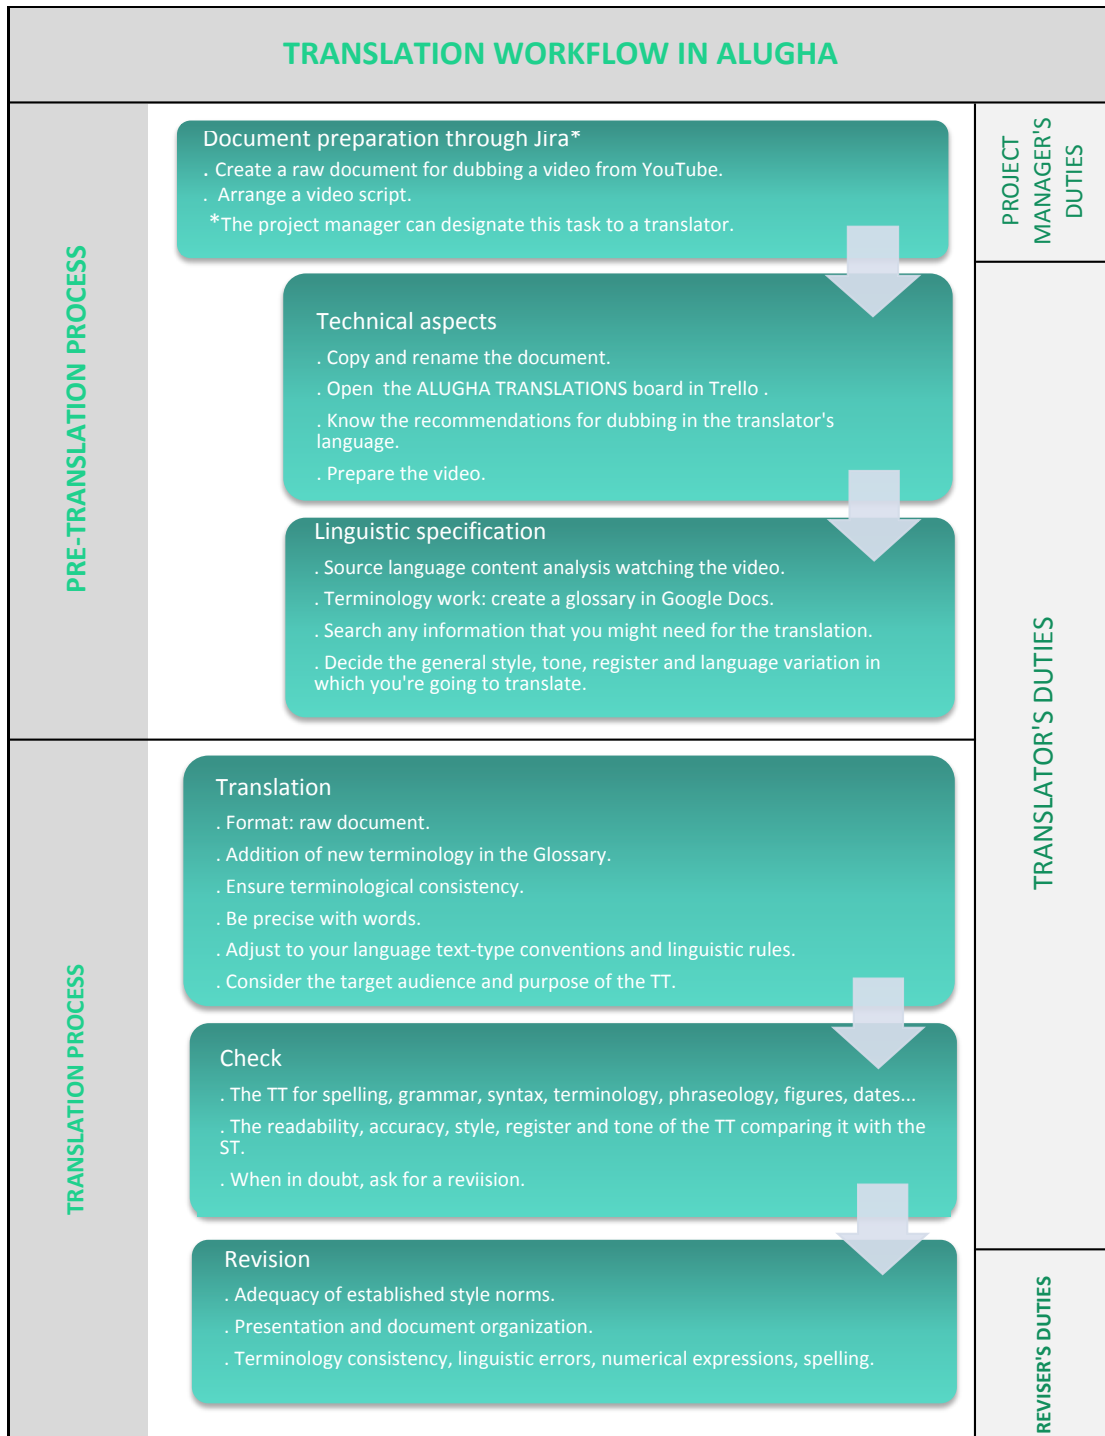 TRANSLATION WORKFLOW IN ALUGHA
PRE-TRANSLATION PROCESS
Document preparation through Jira*
. Create a raw document for dubbing a video from YouTube.
. Arrange a video script.
*The project manager can designate this task to a translator.
PROJECT
MANAGER'S
DUTIES
Technical aspects
. Copy and rename the document.
. Open the ALUGHA TRANSLATIONS board in Trello .
. Know the recommendations for dubbing in the translator's
language.
. Prepare the video.
Linguistic specification
. Source language content analysis watching the video.
. Terminology work: create a glossary in Google Docs.
. Search any information that you might need for the translation.
. Decide the general style, tone, register and language variation in
which you're going to translate.
TRANSLATOR'S DUTIES
TRANSLATION PROCESS
Translation
. Format: raw document.
. Addition of new terminology in the Glossary.
. Ensure terminological consistency.
. Be precise with words.
. Adjust to your language text-type conventions and linguistic rules.
. Consider the target audience and purpose of the TT.
Check
. The TT for spelling, grammar, syntax, terminology, phraseology, figures, dates...
. The readability, accuracy, style, register and tone of the TT comparing it with the
ST.
. When in doubt, ask for a reviision.
Revision
. Adequacy of established style norms.
. Presentation and document organization.
. Terminology consistency, linguistic errors, numerical expressions, spelling.
REVISER'S DUTIES